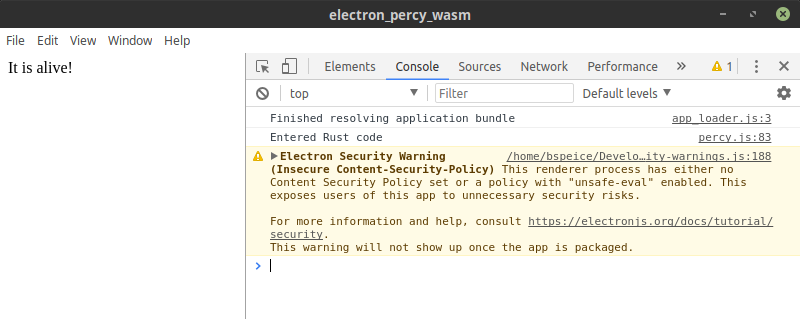 electron_percy_wasm
File Edit View Window Help
It is alive!
Elements Console Sources Network Performance » 1
top Filter Default levels
Finished resolving application bundle app_loader.js:3
Entered Rust code percy.js:83
Electron Security Warning /home/bspeice/Develo…ity-warnings.js:188
(Insecure Content-Security-Policy) This renderer process has either no
Content Security Policy set or a policy with "unsafe-eval" enabled. This
exposes users of this app to unnecessary security risks.
For more information and help, consult https://electronjs.org/docs/tutorial/
security.
This warning will not show up once the app is packaged.